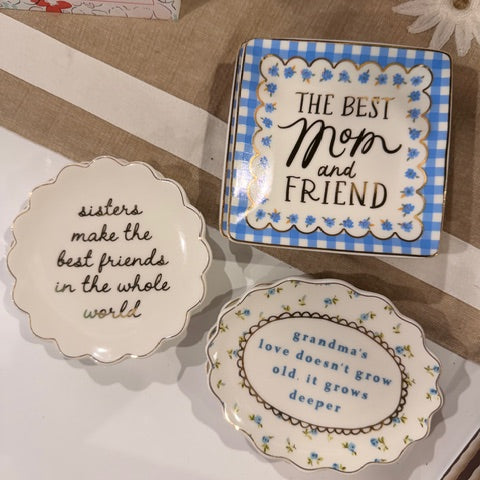 THE BEST
Mom
and
FRIEND
sisters
make the
best friends
in the whole
world
grandma's
love doesn't grow
old, it grows
deeper